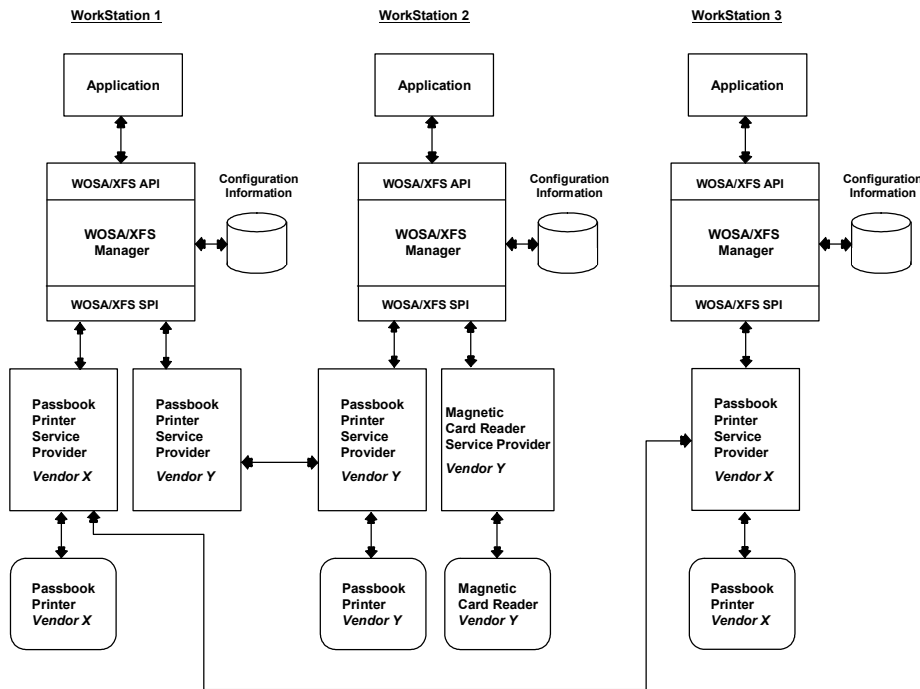 WorkStation 1
WorkStation 2
WorkStation 3
Application
Application
Application
WOSA/XFS API
WOSA/XFS Manager
WOSA/XFS SPI
Configuration
Information
WOSA/XFS API
WOSA/XFS
Manager
WOSA/XFS SPI
Configuration
Information
WOSA/XFS API
WOSA/XFS
Manager
WOSA/XFS SPI
Configuration
Information
Passbook
Printer
Service
Provider
Vendor X
Passbook
Printer
Service
Provider
Vendor Y
Passbook
Printer
Service
Provider
Vendor Y
Magnetic
Card Reader
Service Provider
Vendor Y
Passbook
Printer
Service
Provider
Vendor X
Passbook
Printer
Vendor X
Passbook
Printer
Vendor Y
Magnetic
Card Reader
Vendor Y
Passbook
Printer
Vendor X